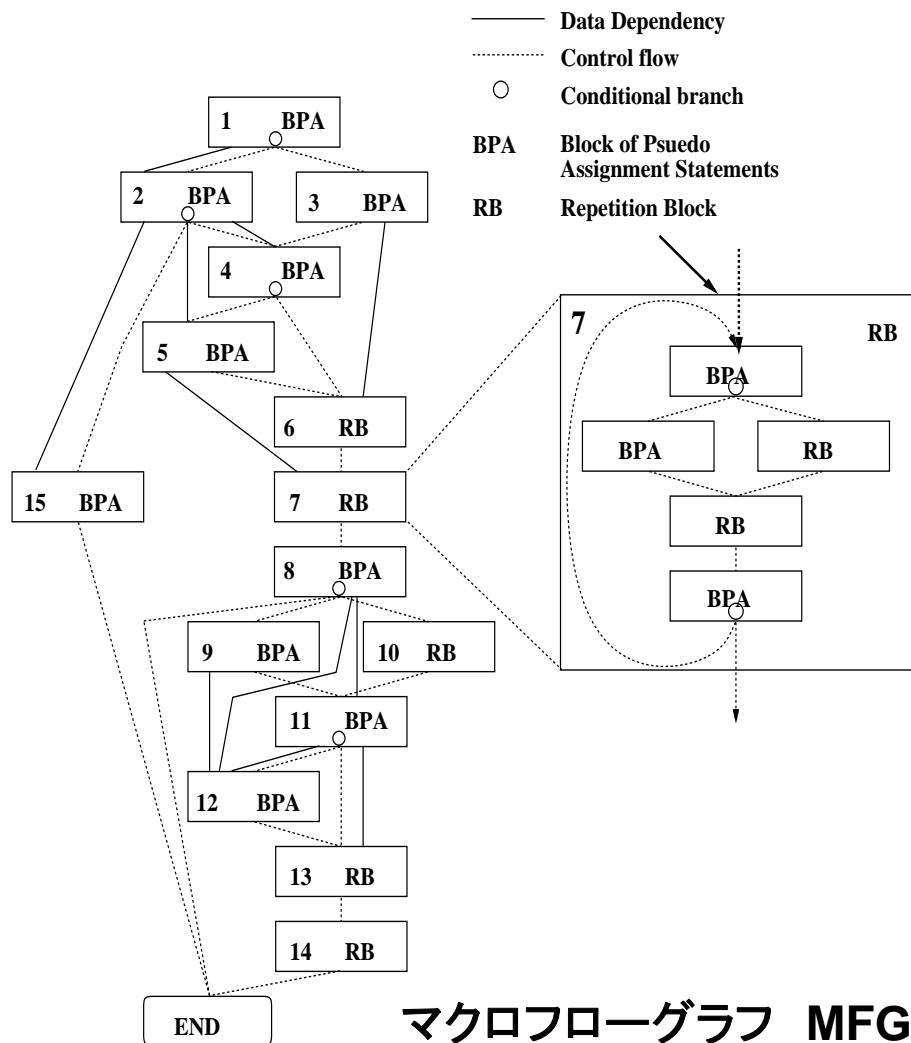 Data Dependency
Control flow
Conditional branch
BPA Block of Psuedo
Assignment Statements
RB Repetition Block
1 BPA
2 BPA
3 BPA
4 BPA
5 BPA
6 RB
15 BPA
7 RB
8 BPA
9 BPA
10 RB
11 BPA
12 BPA
13 RB
14 RB
END
7 RB
BPA
BPA
RB
RB
BPA
マクロフローグラフ MFG